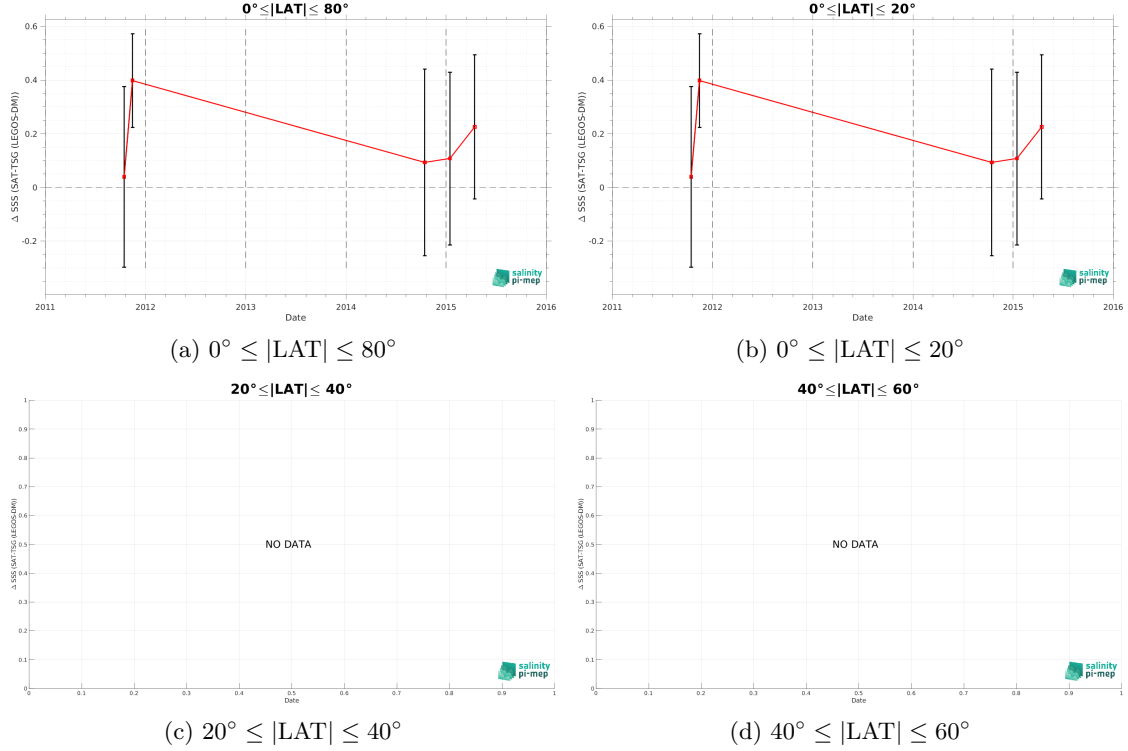 0°≤|LAT|≤ 80°
0.6
0.4
0.2
0
-0.2
Δ SSS (SAT-TSG (LEGOS-DM))
2011 2012 2013 2014 2015 2016
Date
salinity
pi-mep
(a) 0° ≤ |LAT| ≤ 80°
0°≤|LAT|≤ 20°
0.6
0.4
0.2
0
-0.2
Δ SSS (SAT-TSG (LEGOS-DM))
2011 2012 2013 2014 2015 2016
Date
salinity
pi-mep
(b) 0° ≤ |LAT| ≤ 20°
20°≤|LAT|≤ 40°
1
0.9
0.8
0.7
0.6
0.5
0.4
0.3
0.2
0.1
0
Δ SSS (SAT-TSG (LEGOS-DM))
NO DATA
0 0.1 0.2 0.3 0.4 0.5 0.6 0.7 0.8 0.9 1
Date
salinity
pi-mep
(c) 20° ≤ |LAT| ≤ 40°
40°≤|LAT|≤ 60°
1
0.9
0.8
0.7
0.6
0.5
0.4
0.3
0.2
0.1
0
Δ SSS (SAT-TSG (LEGOS-DM))
NO DATA
0 0.1 0.2 0.3 0.4 0.5 0.6 0.7 0.8 0.9 1
Date
salinity
pi-mep
(d) 40° ≤ |LAT| ≤ 60°